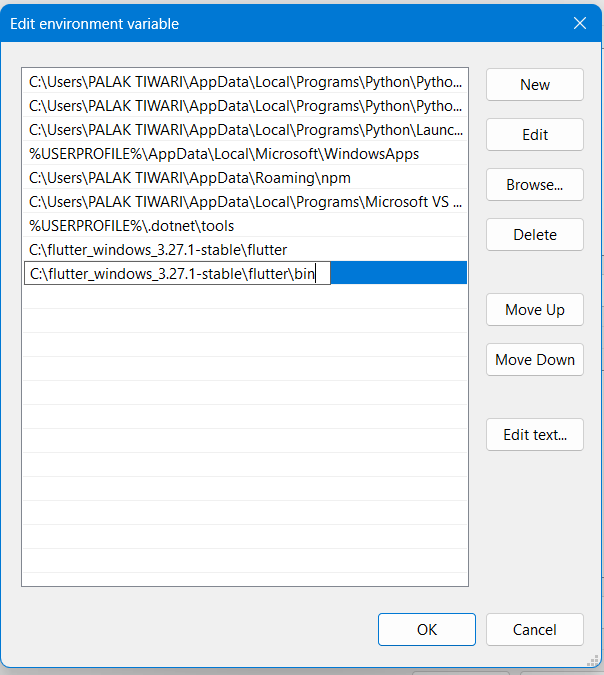 Edit environment variable
C:\Users\PALAK TIWARI\AppData\Local\Programs\Python\Pytho...
C:\Users\PALAK TIWARI\AppData\Local\Programs\Python\Pytho...
C:\Users\PALAK TIWARI\AppData\Local\Programs\Python\Launc...
%USERPROFILE%\AppData\Local\Microsoft\WindowsApps
C:\Users\PALAK TIWARI\AppData\Roaming\npm
C:\Users\PALAK TIWARI\AppData\Local\Programs\Microsoft VS ...
%USERPROFILE%\.dotnet\tools
C:\flutter_windows_3.27.1-stable\flutter
C:\flutter_windows_3.27.1-stable\flutter\bin
New
Edit
Browse...
Delete
Move Up
Move Down
Edit text...
OK
Cancel